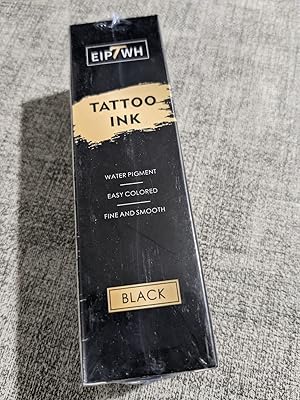 EIP7WH
TATTOO
INK
WATER PIGMENT
EASY COLORED
FINE AND SMOOTH
BLACK